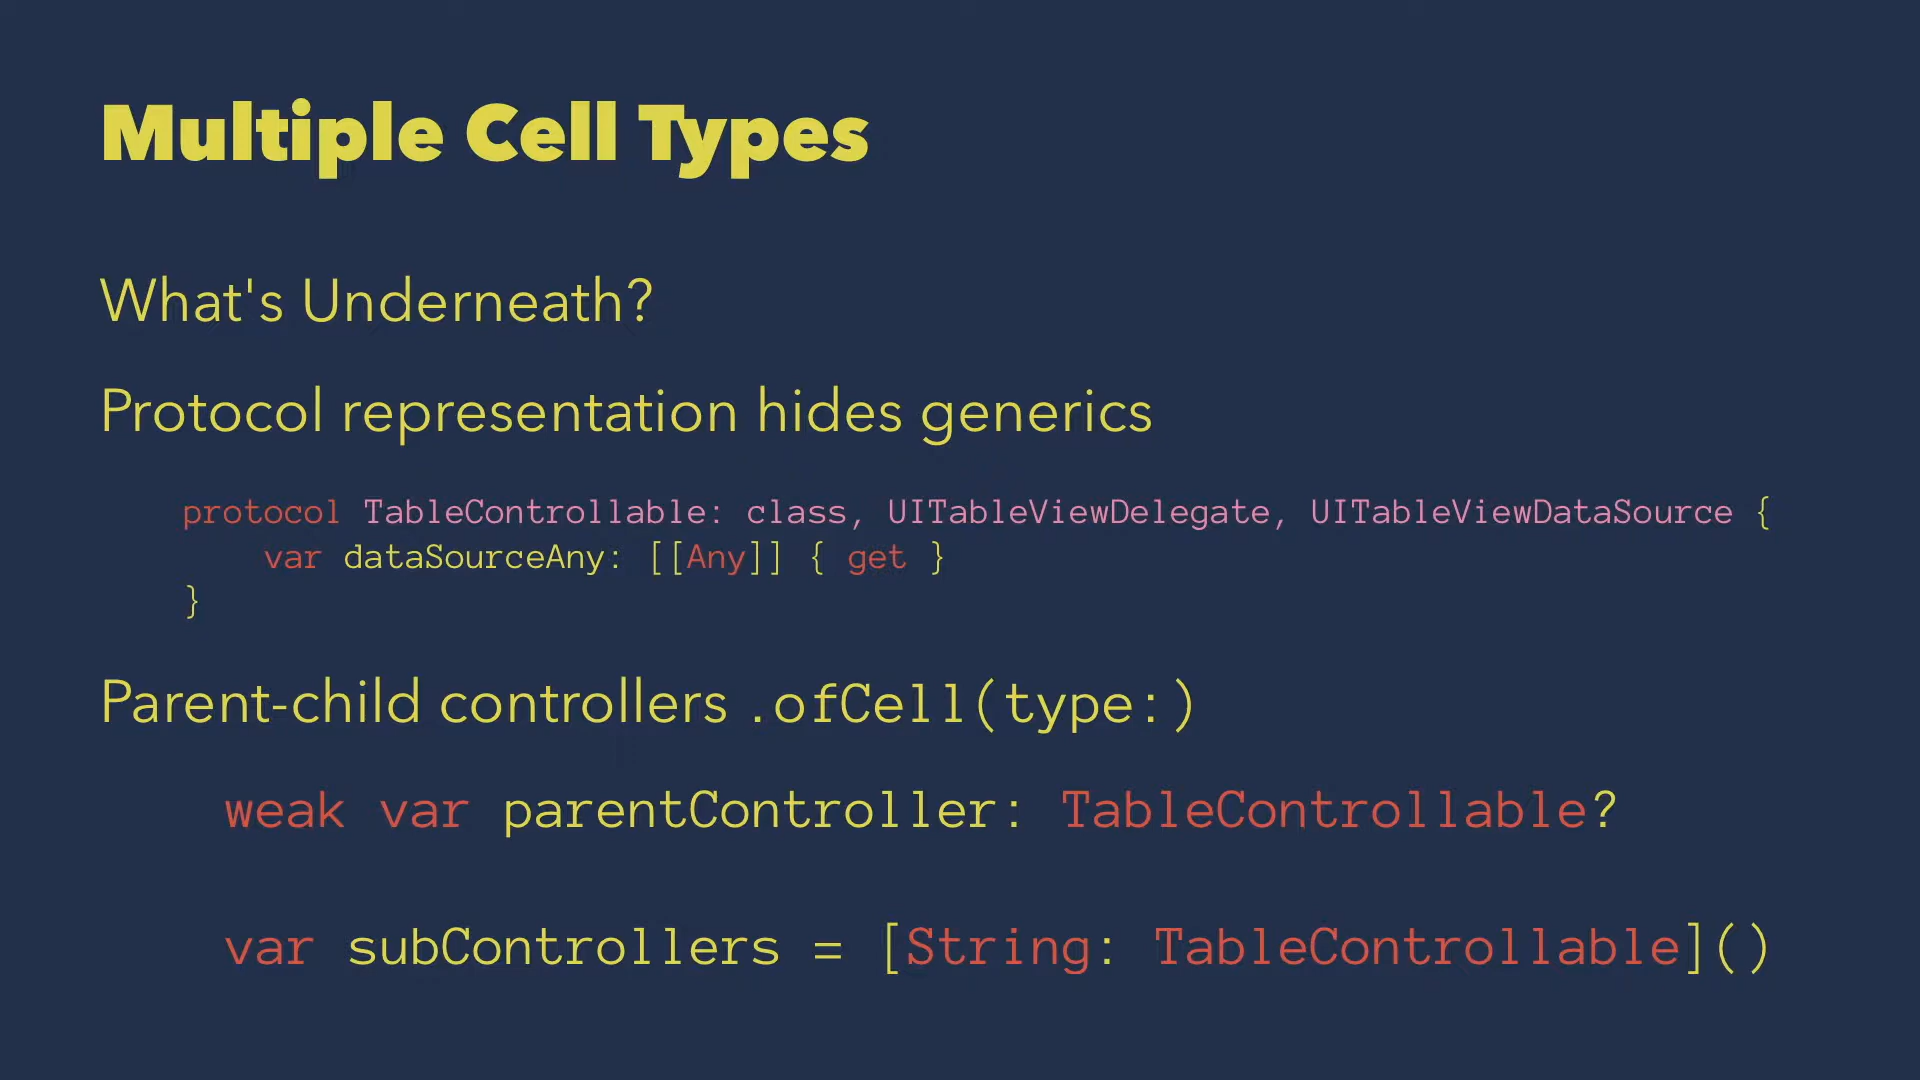 Multiple Cell Types
What's Underneath?
Protocol representation hides generics
protocol TableControllable: class, UITableViewDelegate, UITableViewDataSource {
var dataSourceAny: [[Any]] { get }
}
Parent-child controllers .ofCell(type:)
weak var parentController: TableControllable?
var subControllers = [String: TableControllable]()